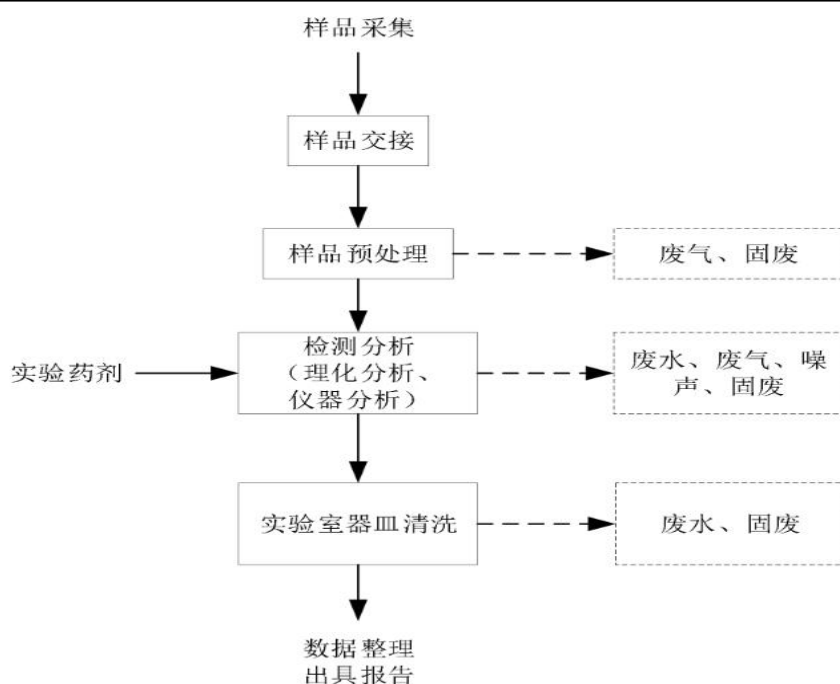 样品采集
样品交接
样品预处理
废气、固废
实验药剂
检测分析
（理化分析、
仪器分析）
废水、废气、噪
声、固废
实验室器皿清洗
废水、固废
数据整理
出具报告